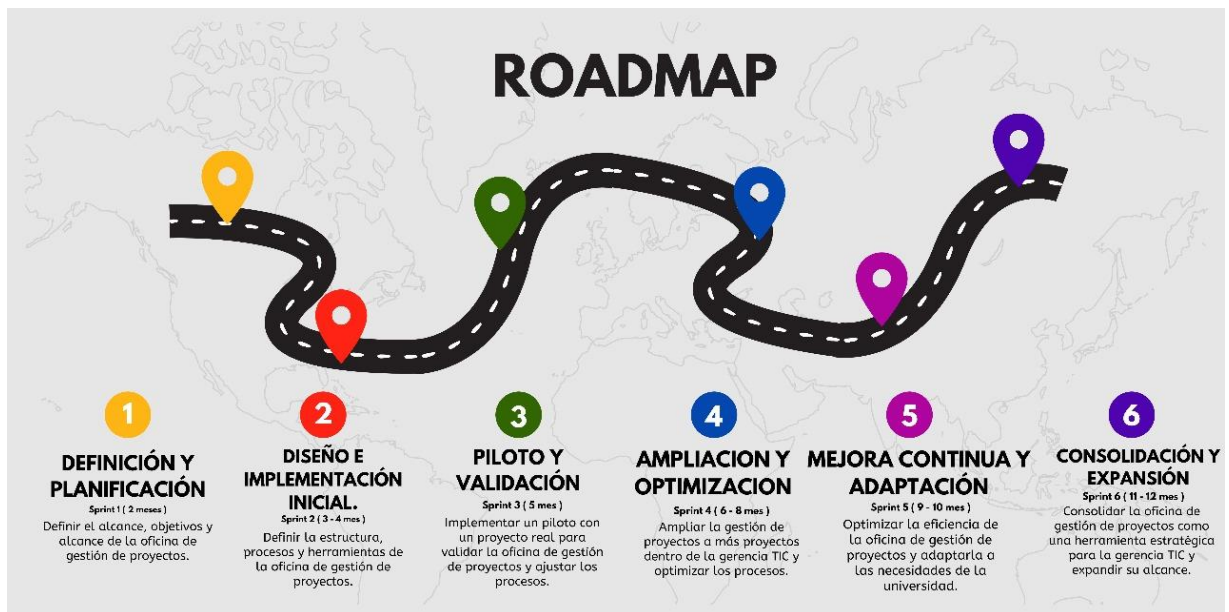 ROADMAP
1
DEFINICIÓN Y
PLANIFICACIÓN
Sprint 1 ( 2 meses )
Definir el alcance, objetivos y
alcance de la oficina de
gestión de proyectos.
2
DISEÑO E
IMPLEMENTACIÓN
INICIAL.
Sprint 2 ( 3 - 4 mes )
Definir la estructura,
procesos y herramientas de
la oficina de gestión de
proyectos.
3
PILOTO Y
VALIDACIÓN
Sprint 3 ( 5 mes )
Implementar un piloto con
un proyecto real para
validar la oficina de gestión
de proyectos y ajustar los
procesos.
4
AMPLIACION Y
OPTIMIZACION
Sprint 4 ( 6 - 8 mes )
Ampliar la gestión de
proyectos a más proyectos
dentro de la gerencia TIC y
optimizar los procesos.
5
MEJORA CONTINUA Y
ADAPTACIÓN
Sprint 5 ( 9 - 10 mes )
Optimizar la eficiencia de
la oficina de gestión de
proyectos y adaptarla a
las necesidades de la
universidad.
6
CONSOLIDACIÓN Y
EXPANSIÓN
Sprint 6 ( 11 - 12 mes )
Consolidar la oficina de
gestión de proyectos como
una herramienta estratégica
para la gerencia TIC y
expandir su alcance.